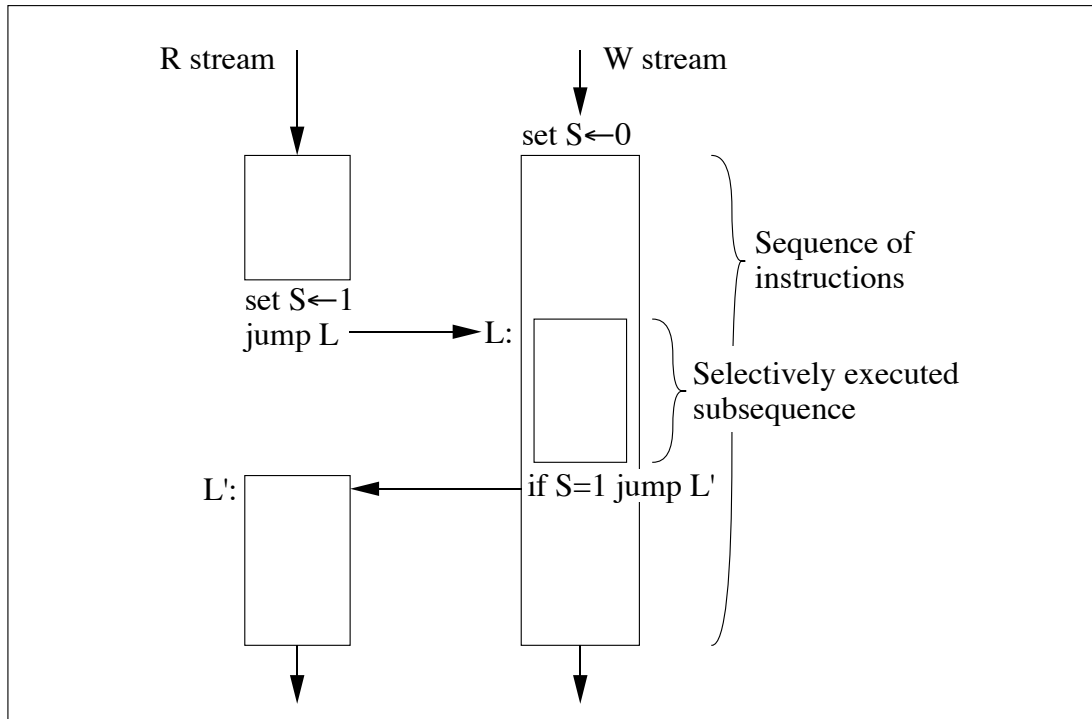 R stream
W stream
set S←0
Sequence of
instructions
set S←1
jump L
L:
Selectively executed
subsequence
L':
if S=1 jump L'